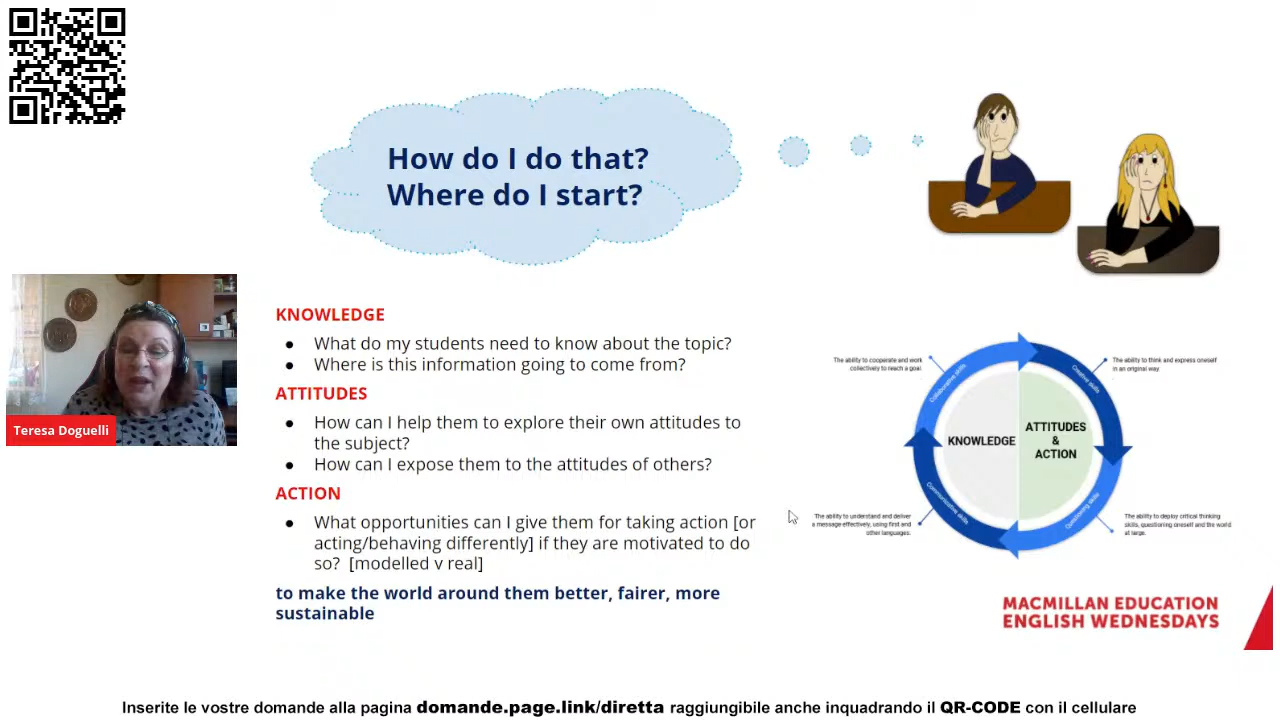 How do I do that?
Where do I start?
KNOWLEDGE
● What do my students need to know about the topic?
● Where is this information going to come from?
ATTITUDES
● How can I help them to explore their own attitudes to
the subject?
● How can I expose them to the attitudes of others?
ACTION
● What opportunities can I give them for taking action [or
acting/behaving differently] if they are motivated to do
so? [modelled v real]
to make the world around them better, fairer, more
sustainable
Teresa Doguelli
The ability to cooperate and work
collectively to reach a goal.
Collaborative skills
Creative skills
The ability to think and express oneself
in an original way.
KNOWLEDGE
ATTITUDES
&
ACTION
Communicative skills
Questioning skills
The ability to understand and deliver
a message effectively, using first and
other languages.
The ability to deploy critical thinking
skills, questioning oneself and the world
at large.
MACMILLAN EDUCATION
ENGLISH WEDNESDAYS
Inserite le vostre domande alla pagina domande.page.link/diretta raggiungibile anche inquadrando il QR-CODE con il cellulare